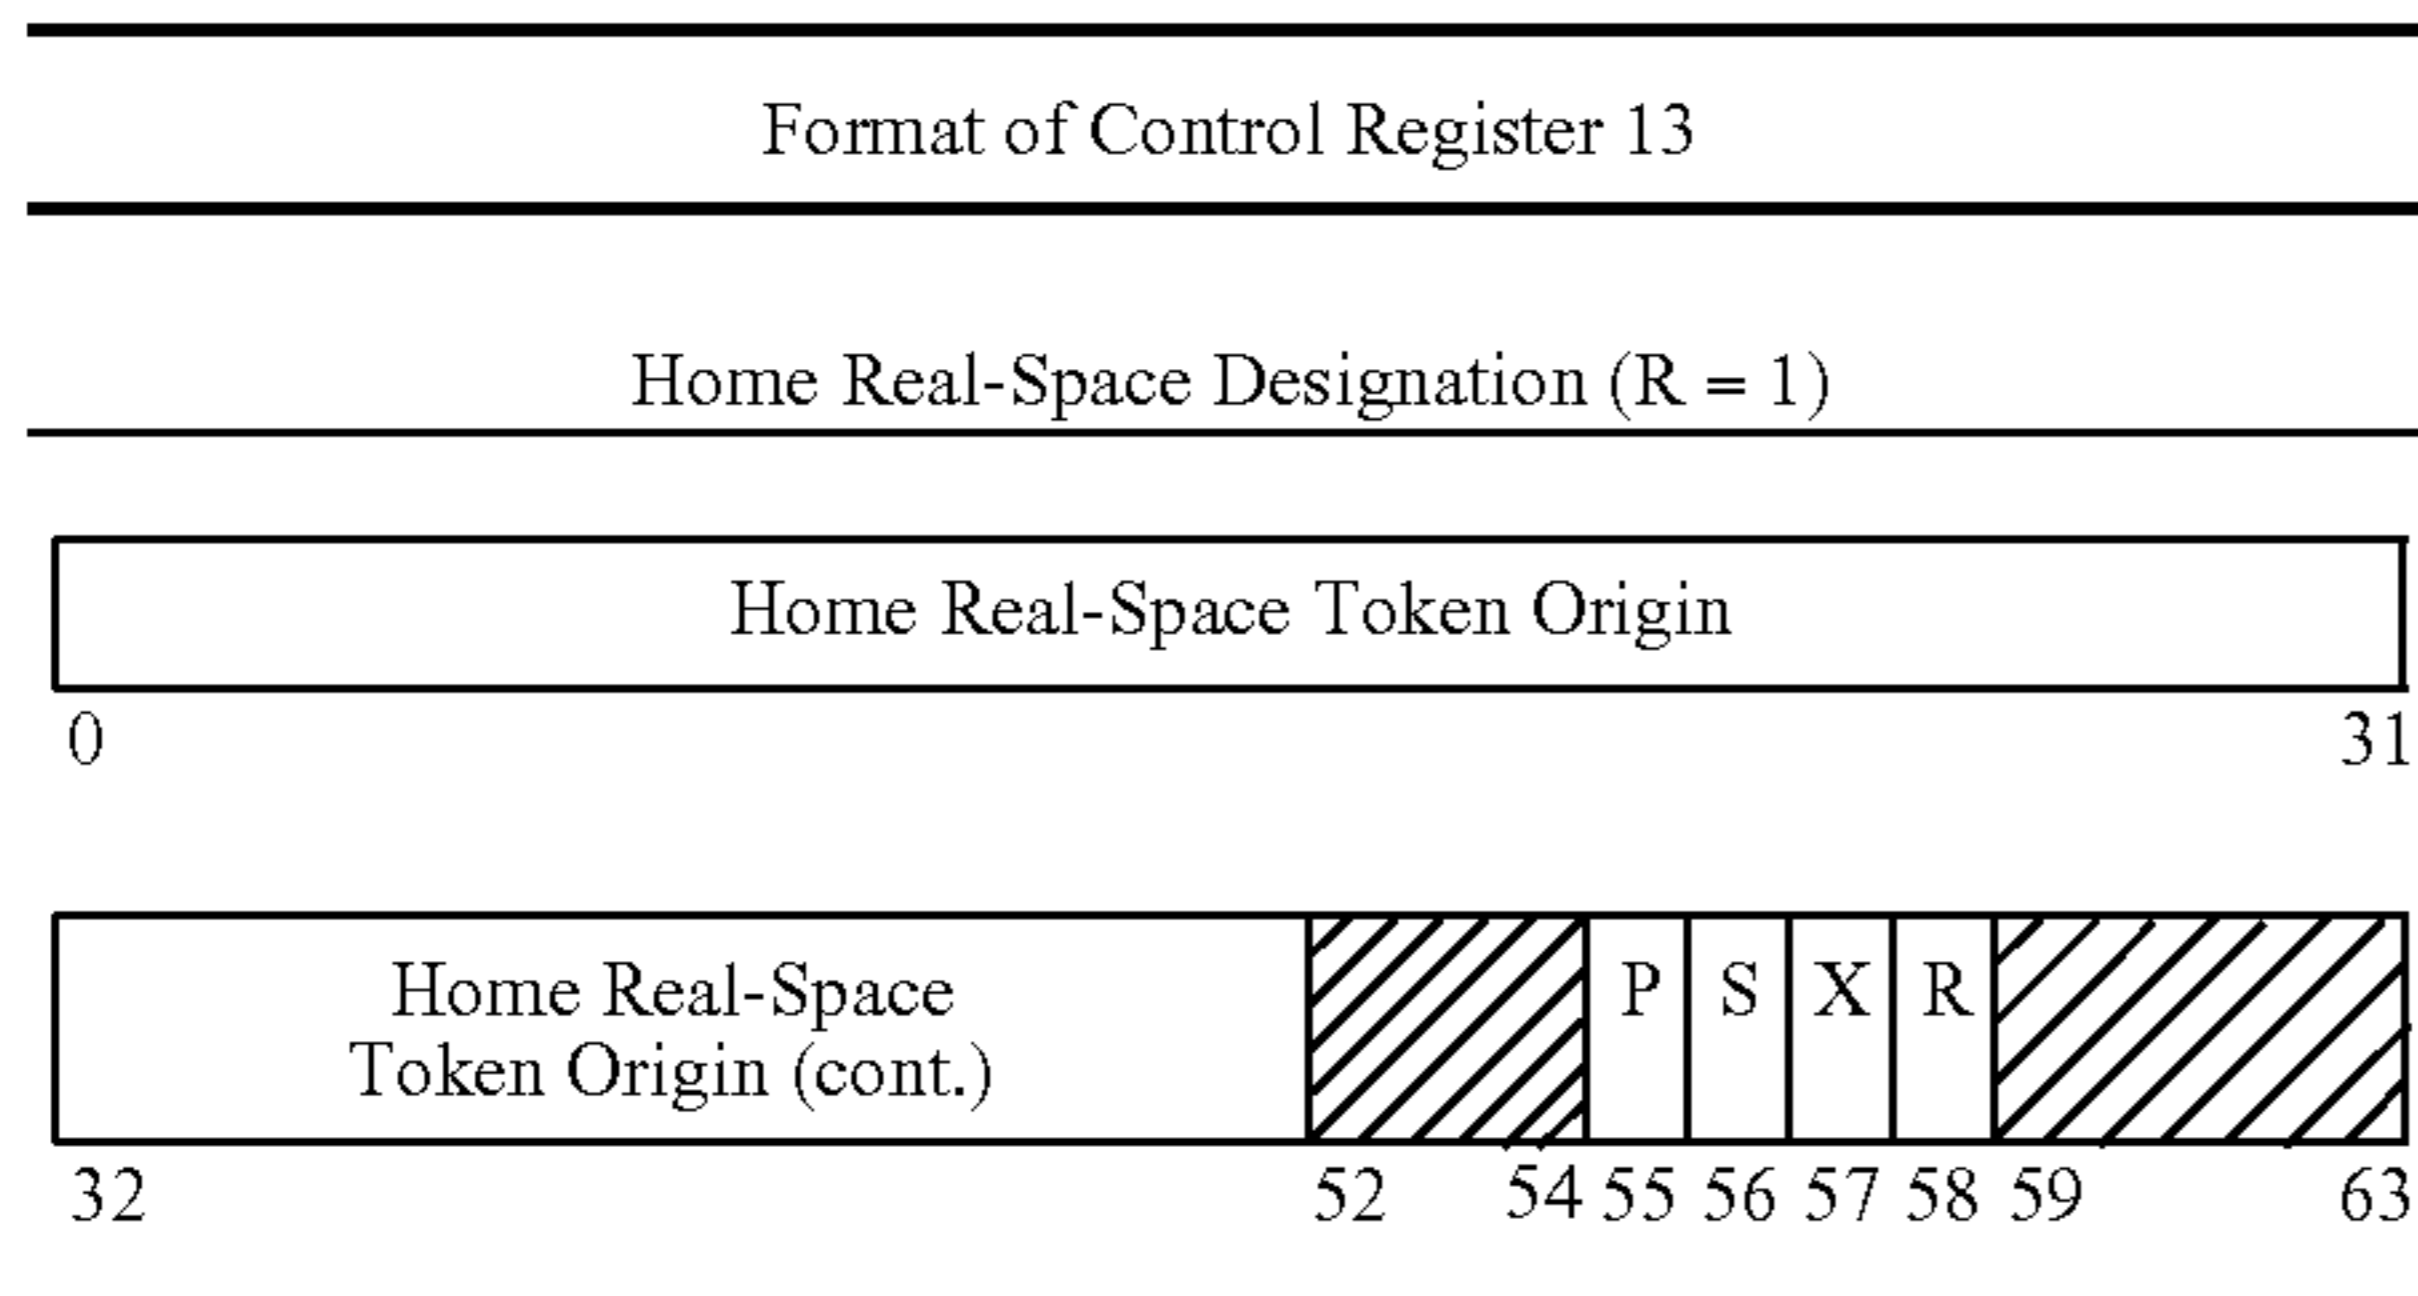 Format of Control Register 13
Home Real-Space Designation (R = 1)
Home Real-Space Token Origin
0 31
Home Real-Space
Token Origin (cont.)
P S X R
32 52 54 55 56 57 58 59 63